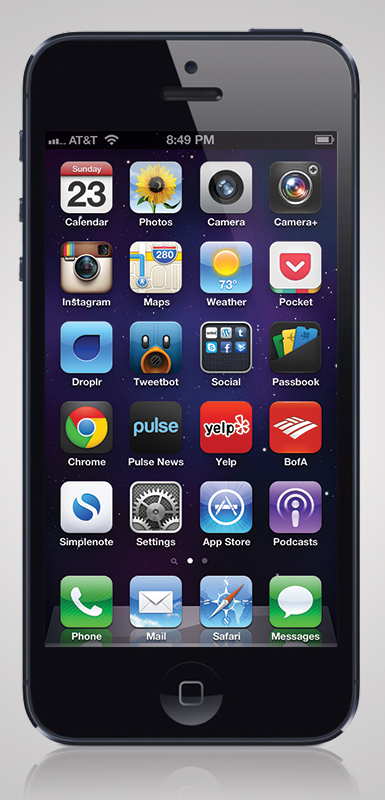 AT&T 8:49 PM
Sunday
23
Calendar Photos Camera Camera+
280
73°
Instagram Maps Weather Pocket
Droplr Tweetbot Social Passbook
pulse yelp
Chrome Pulse News Yelp BofA
Simplenote Settings App Store Podcasts
Phone Mail Safari Messages